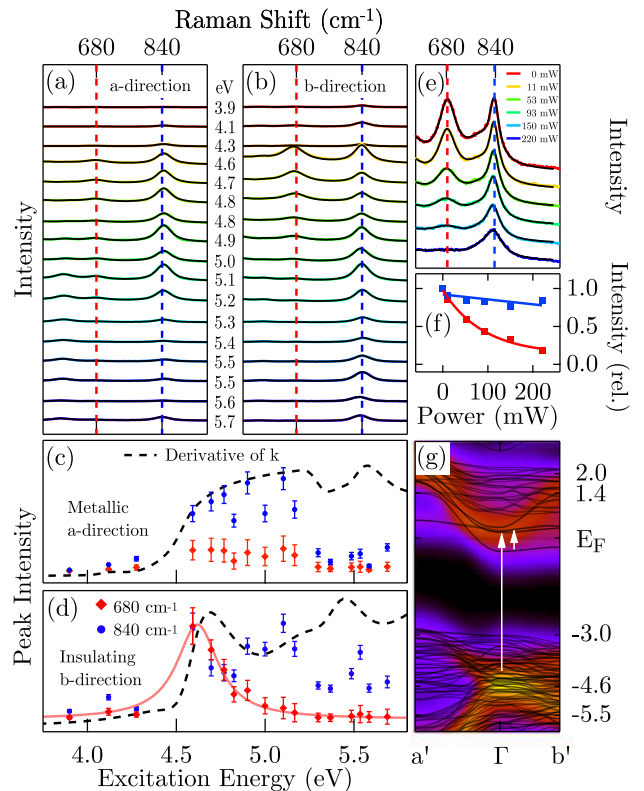 Raman Shift (cm-1)
680 840 680 840 680 840
(a) a-direction eV (b) b-direction (e)
0 mW
11 mW
53 mW
93 mW
150 mW
220 mW
3.9
4.1
4.3
4.6
4.7
4.8
4.8
4.9
5.0
5.1
5.2
5.3
5.4
5.5
5.5
5.6
5.7
Intensity
Intensity
(f)
1.0
0.5
0.0
Intensity (rel.)
0 100 200
Power (mW)
(c) Derivative of k
Metallic
a-direction
(d) 680 cm-1
840 cm-1
Insulating
b-direction
Peak Intensity
4.0 4.5 5.0 5.5
Excitation Energy (eV)
(g)
2.0
1.4
EF
-3.0
-4.6
-5.5
a' Γ b'